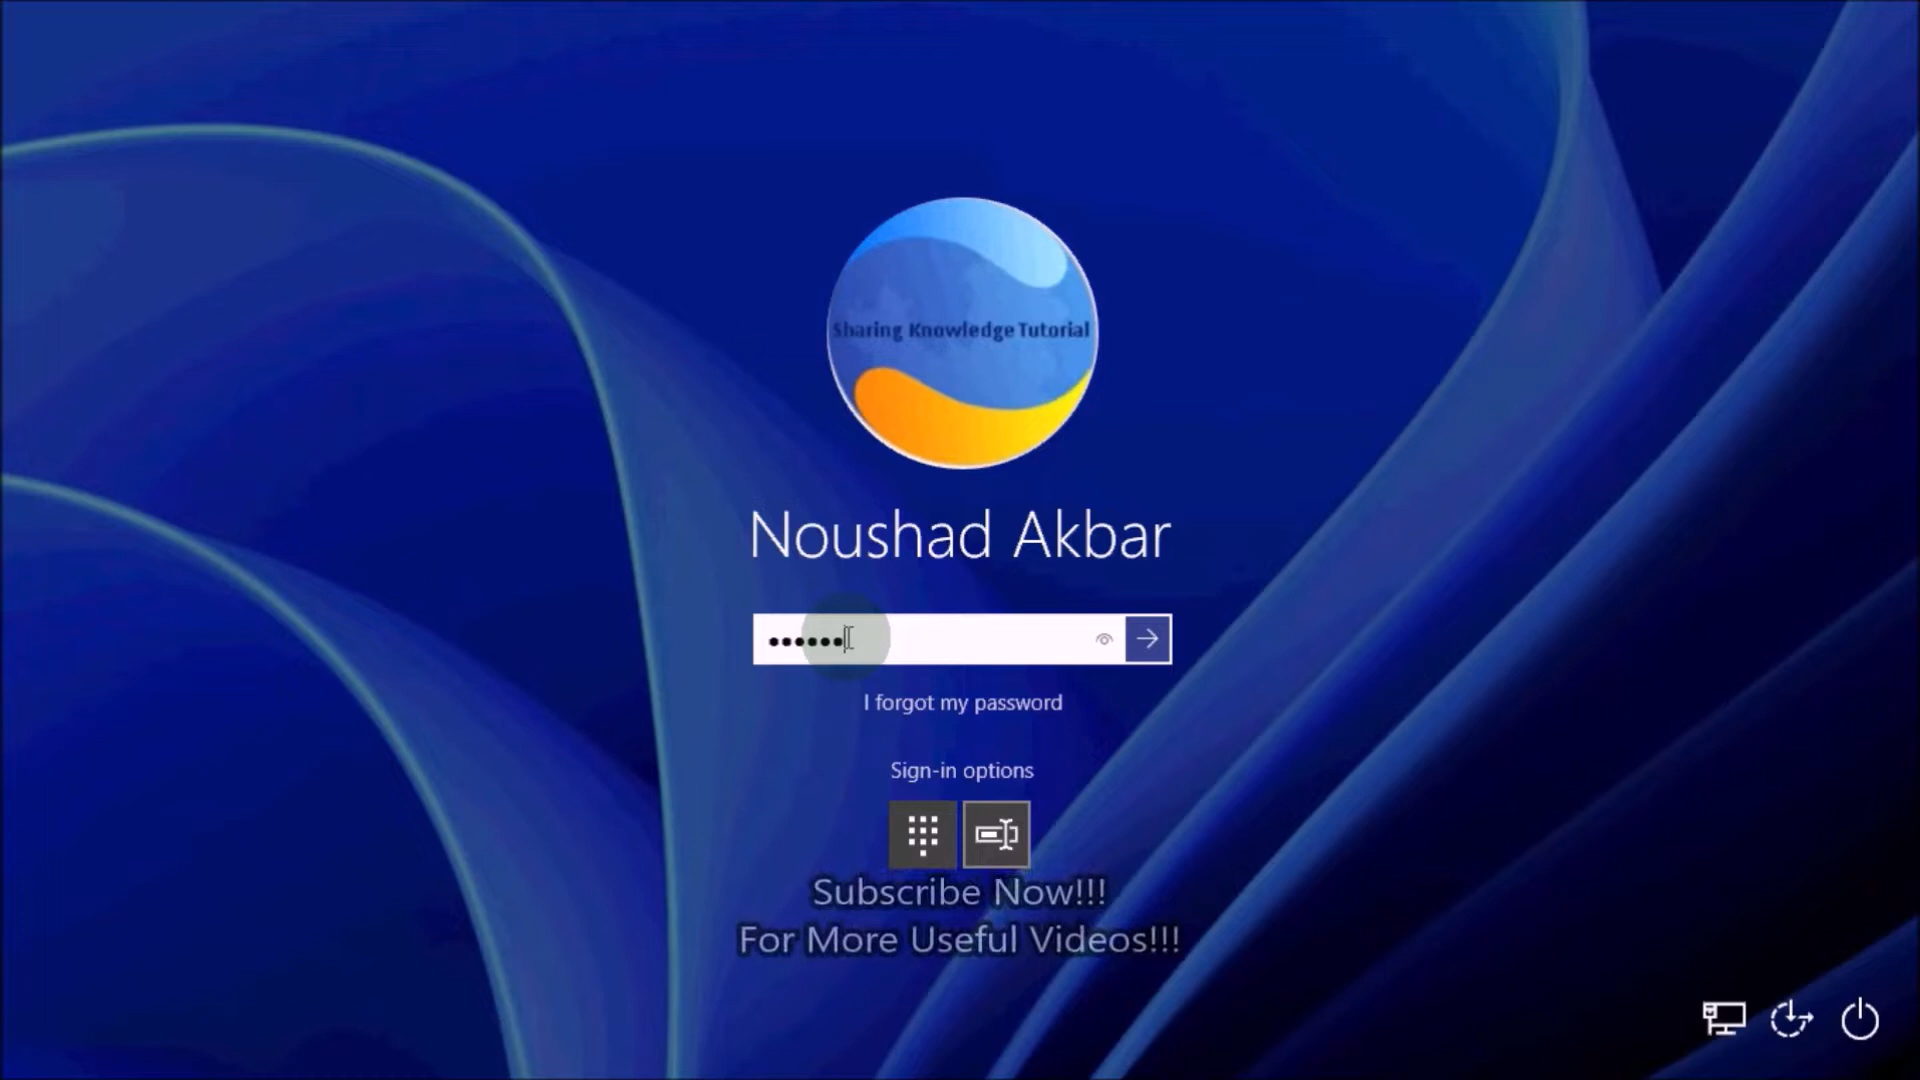 Sharing Knowledge Tutorial
Noushad Akbar
I forgot my password
Sign-in options
Subscribe Now!!!
For More Useful Videos!!!